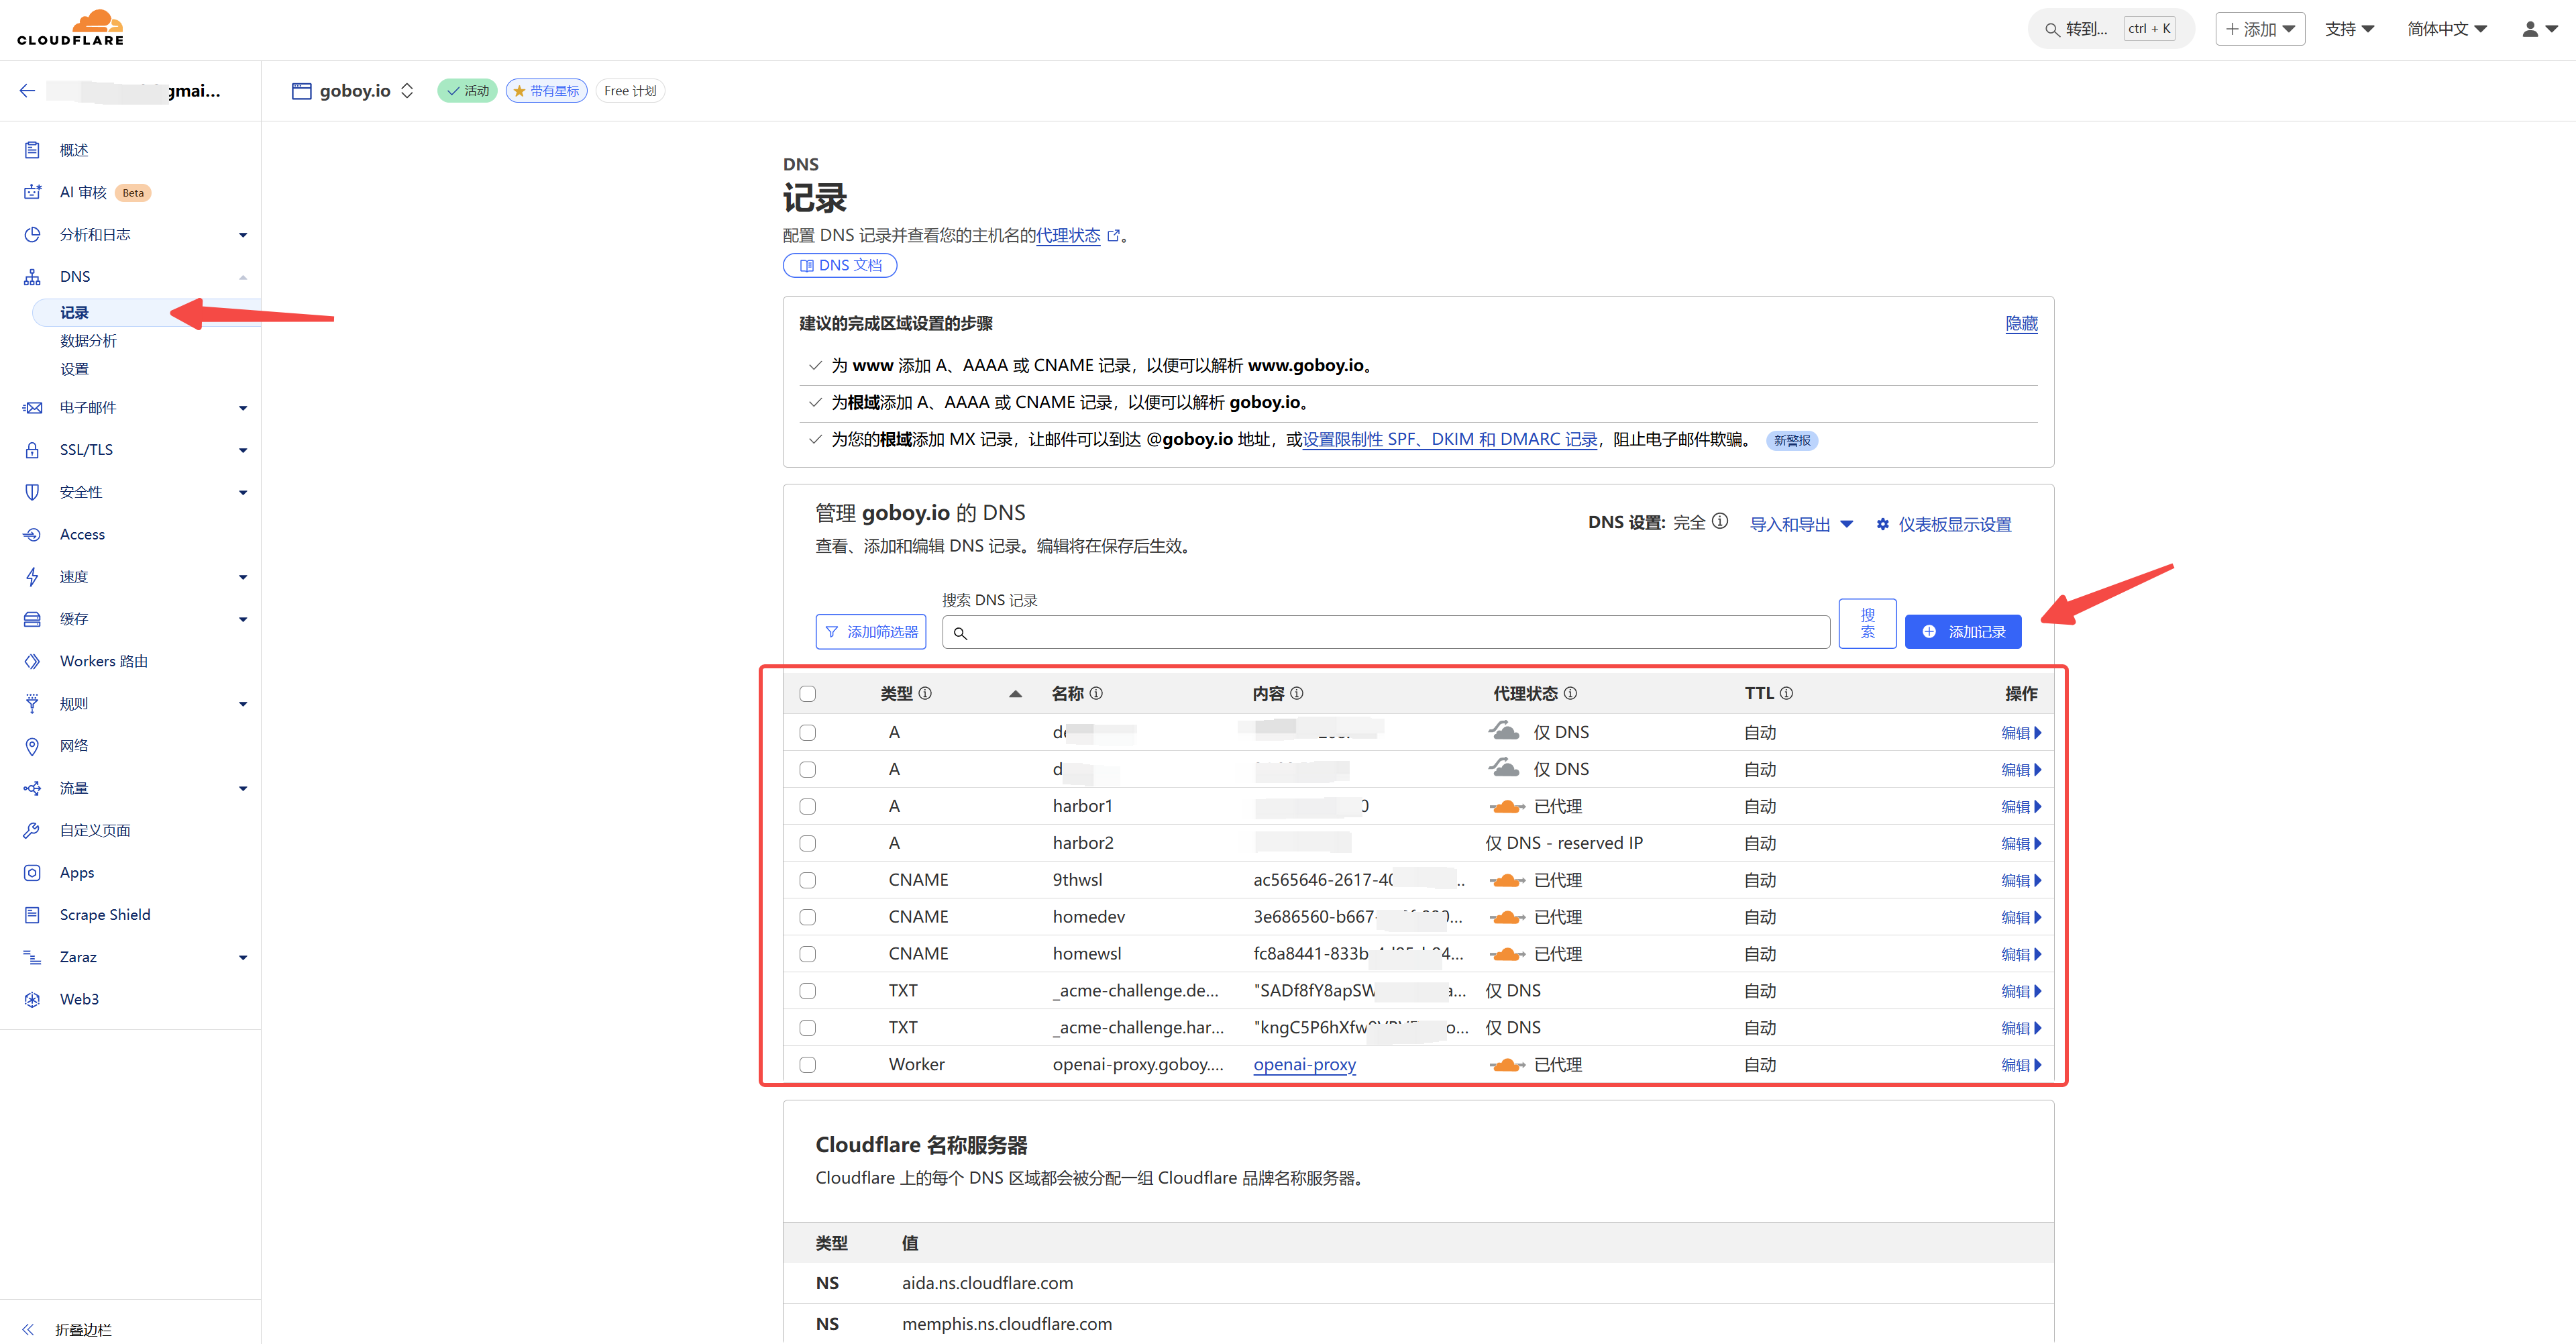 CLOUDFLARE
转到... ctrl + K
添加
支持
简体中文
gmai...
goboy.io
活动
带有星标
Free 计划
概述
AI 审核 Beta
分析和日志
DNS
记录
数据分析
设置
电子邮件
SSL/TLS
安全性
Access
速度
缓存
Workers 路由
规则
网络
流量
自定义页面
Apps
Scrape Shield
Zaraz
Web3
折叠边栏
DNS
记录
配置 DNS 记录并查看您的主机名的代理状态。
DNS 文档
建议的完成区域设置的步骤
隐藏
为 www 添加 A、AAAA 或 CNAME 记录，以便可以解析 www.goboy.io。
为根域添加 A、AAAA 或 CNAME 记录，以便可以解析 goboy.io。
为您的根域添加 MX 记录，让邮件可以到达 @goboy.io 地址，或设置限制性 SPF、DKIM 和 DMARC 记录，阻止电子邮件欺骗。 新警报
管理 goboy.io 的 DNS
查看、添加和编辑 DNS 记录。编辑将在保存后生效。
DNS 设置: 完全
导入和导出
仪表板显示设置
搜索 DNS 记录
添加筛选器
搜索
添加记录
类型 名称 内容 代理状态 TTL 操作
A 仅 DNS 自动 编辑
A d 仅 DNS 自动 编辑
A harbor1 0 已代理 自动 编辑
A harbor2 仅 DNS - reserved IP 自动 编辑
CNAME 9thwsl ac565646-2617-40 .. 已代理 自动 编辑
CNAME homedev 3e686560-b667- ... 已代理 自动 编辑
CNAME homewsl fc8a8441-833b 4... 已代理 自动 编辑
TXT _acme-challenge.de... "SADf8fY8apSW a... 仅 DNS 自动 编辑
TXT _acme-challenge.har... "kngC5P6hXfw o... 仅 DNS 自动 编辑
Worker openai-proxy.goboy.... openai-proxy 已代理 自动 编辑
Cloudflare 名称服务器
Cloudflare 上的每个 DNS 区域都会被分配一组 Cloudflare 品牌名称服务器。
类型 值
NS aida.ns.cloudflare.com
NS memphis.ns.cloudflare.com